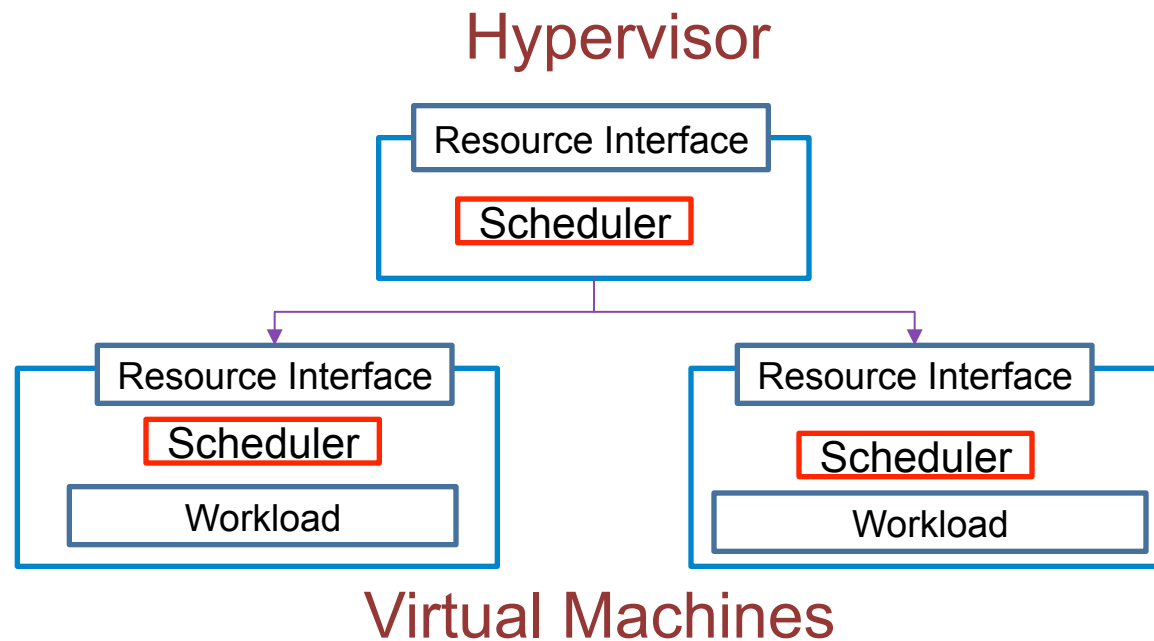 Hypervisor
Resource Interface
Scheduler
Resource Interface
Scheduler
Workload
Resource Interface
Scheduler
Workload
Virtual Machines